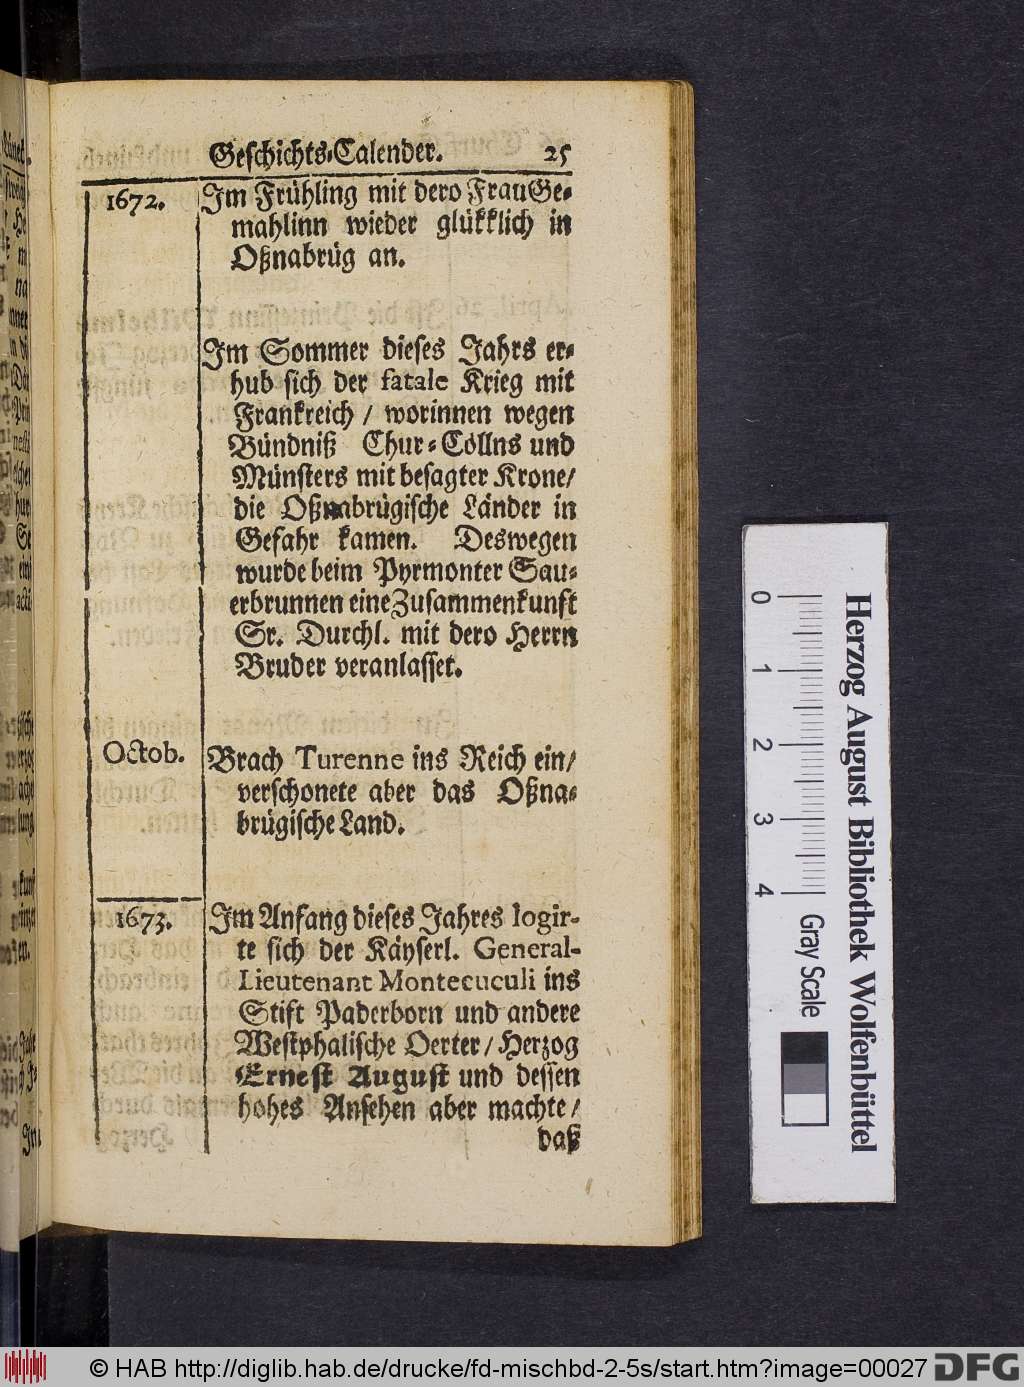 Geschichts-Calender. 25
1672. Im Frühling mit dero Frau Ge-
mahlinn wieder glükklich in
Oßnabrüg an.
Im Sommer dieses Jahrs er-
hub sich der fatale Krieg mit
Frankreich / worinnen wegen
Bündniß Chur-Cöllns und
Münsters mit besagter Krone/
die Oßnabrügische Länder in
Gefahr kamen. Deswegen
wurde beim Pyrmonter Sau-
erbrunnen eine Zusammenkunft
Sr. Durchl. mit dero Herrn
Bruder veranlasset.
Octob. Brach Turenne ins Reich ein/
verschonete aber das Oßna-
brügische Land.
1673. Im Anfang dieses Jahres logir-
te sich der Käyserl. General-
Lieutenant Montecuculi ins
Stift Paderborn und andere
Westphalische Oerter / Herzog
Ernest August und dessen
hohes Ansehen aber machte /
daß
Herzog August Bibliothek Wolfenbüttel
0 1 2 3 4 Gray Scale
© HAB http://diglib.hab.de/drucke/fd-mischbd-2-5s/start.htm?image=00027 DFG